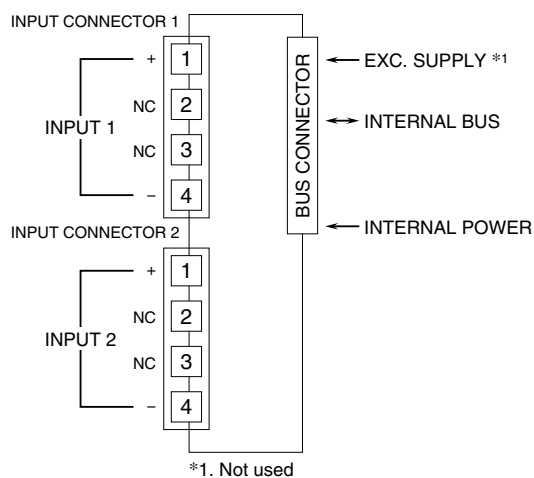 INPUT CONNECTOR 1
+ 1
NC 2
INPUT 1
NC 3
− 4
BUS CONNECTOR
EXC. SUPPLY *1
INTERNAL BUS
INTERNAL POWER
INPUT CONNECTOR 2
+ 1
NC 2
INPUT 2
NC 3
− 4
*1. Not used